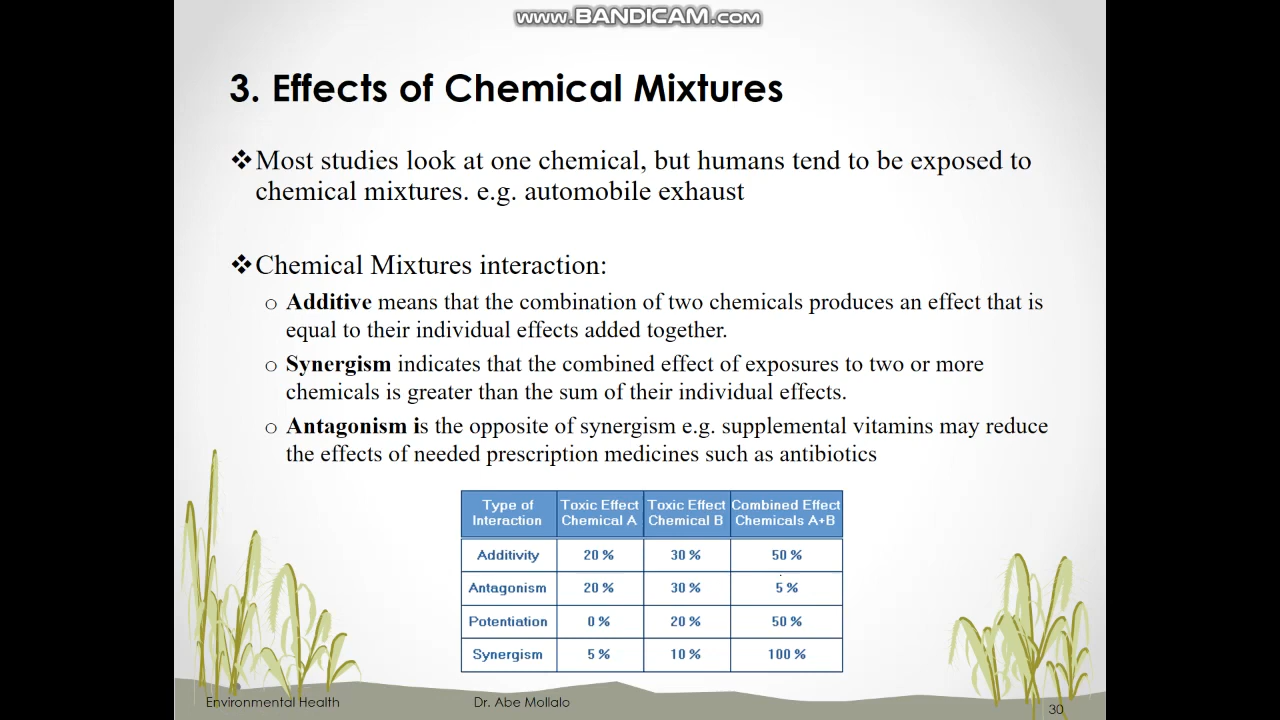 www.BANDICAM.com
3. Effects of Chemical Mixtures
❖Most studies look at one chemical, but humans tend to be exposed to
chemical mixtures. e.g. automobile exhaust
❖Chemical Mixtures interaction:
o Additive means that the combination of two chemicals produces an effect that is
equal to their individual effects added together.
o Synergism indicates that the combined effect of exposures to two or more
chemicals is greater than the sum of their individual effects.
o Antagonism is the opposite of synergism e.g. supplemental vitamins may reduce
the effects of needed prescription medicines such as antibiotics
Type of Interaction Toxic Effect Chemical A Toxic Effect Chemical B Combined Effect Chemicals A+B
Additivity 20 % 30 % 50 %
Antagonism 20 % 30 % 5 %
Potentiation 0 % 20 % 50 %
Synergism 5 % 10 % 100 %
Environmental Health Dr. Abe Mollalo 30